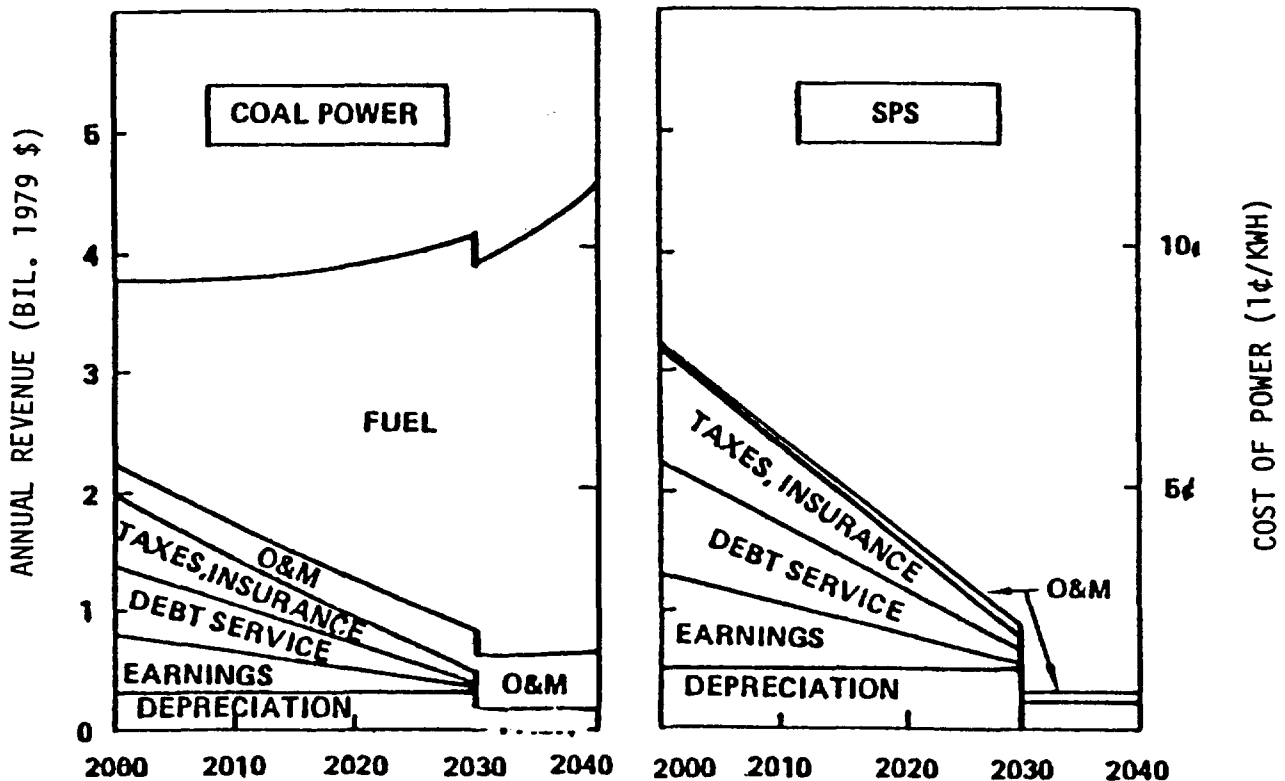 ANNUAL REVENUE (BIL. 1979 $)
5
4
3
2
1
0
COAL POWER
FUEL
O&M
TAXES, INSURANCE
DEBT SERVICE
EARNINGS
DEPRECIATION
O&M
2000 2010 2020 2030 2040
SPS
TAXES, INSURANCE
DEBT SERVICE
EARNINGS
DEPRECIATION
O&M
2000 2010 2020 2030 2040
10¢
5¢
COST OF POWER (1¢/KWH)